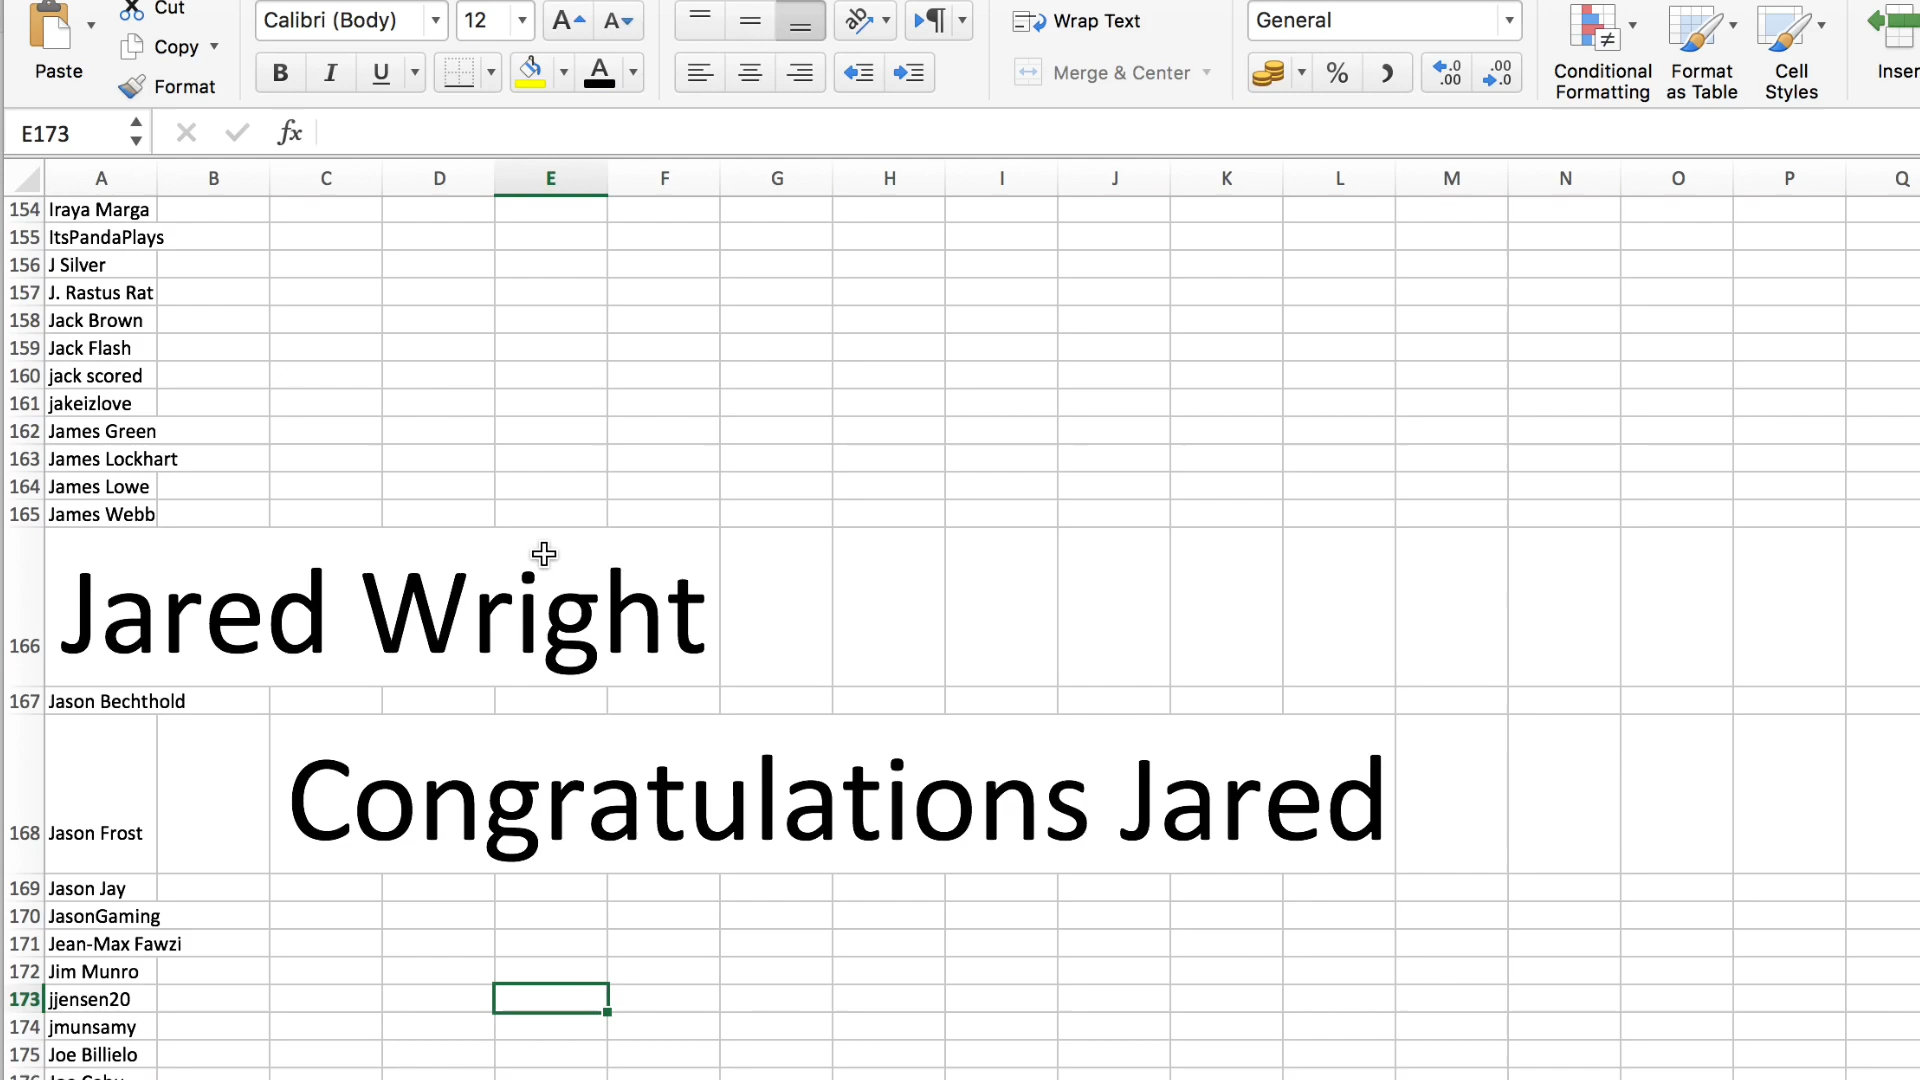 Cut
Calibri (Body) 12 A A Wrap Text General
Copy
Paste
Format
B I U A Merge & Center % .0 .00 .00 .0
Conditional Formatting
Format as Table
Cell Styles
E173 fx
A B C D E F G H I J K L M N O P Q
154 Iraya Marga
155 ItsPandaPlays
156 J Silver
157 J. Rastus Rat
158 Jack Brown
159 Jack Flash
160 jack scored
161 jakeizlove
162 James Green
163 James Lockhart
164 James Lowe
165 James Webb
166 Jared Wright
167 Jason Bechthold
168 Jason Frost Congratulations Jared
169 Jason Jay
170 JasonGaming
171 Jean-Max Fawzi
172 Jim Munro
173 jjensen20
174 jmunsamy
175 Joe Billielo